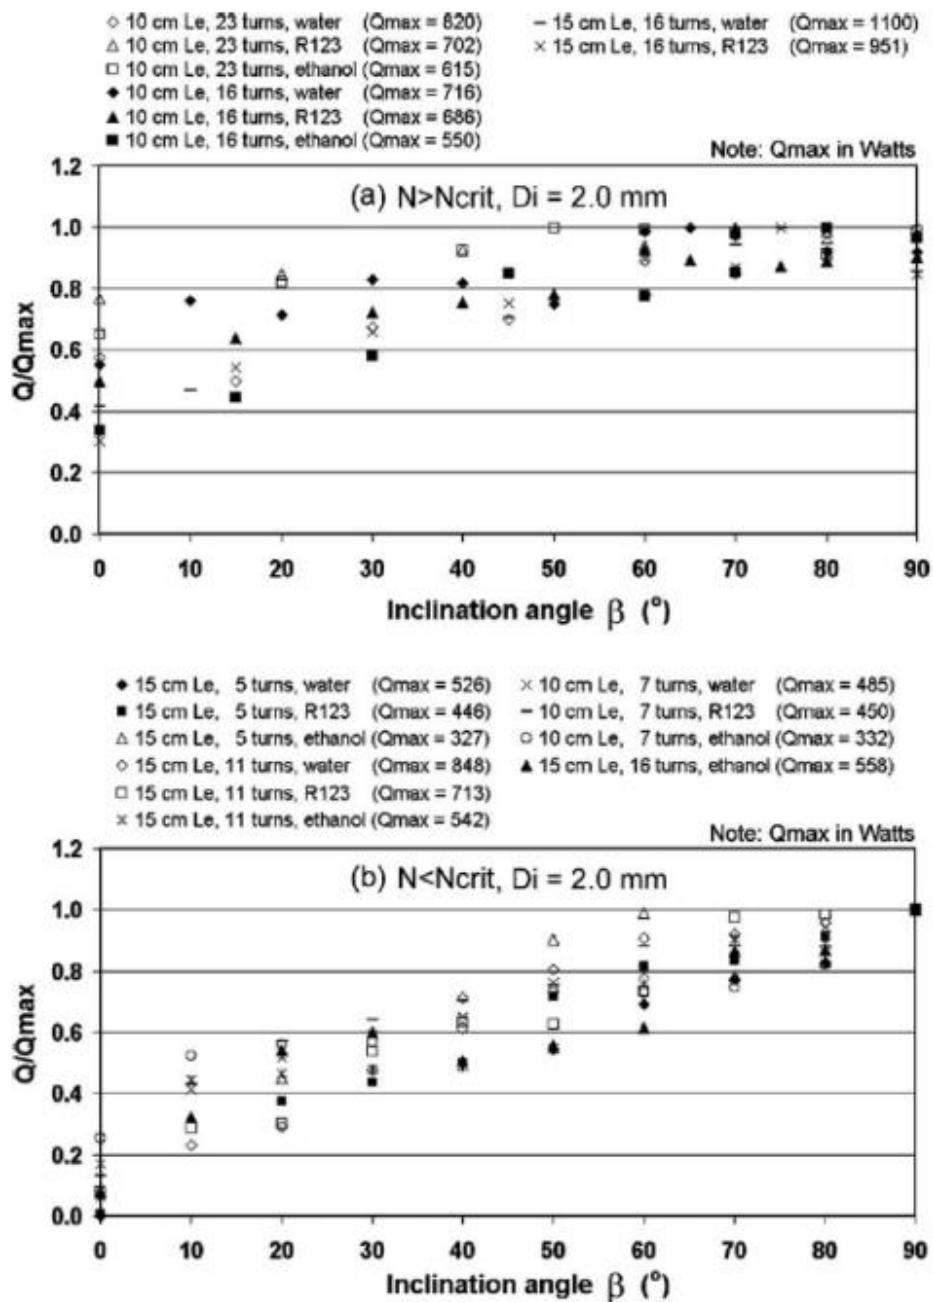 ◇ 10 cm Le, 23 turns, water (Qmax = 820)
△ 10 cm Le, 23 turns, R123 (Qmax = 702)
□ 10 cm Le, 23 turns, ethanol (Qmax = 615)
◆ 10 cm Le, 16 turns, water (Qmax = 716)
▲ 10 cm Le, 16 turns, R123 (Qmax = 686)
■ 10 cm Le, 16 turns, ethanol (Qmax = 550)
– 15 cm Le, 16 turns, water (Qmax = 1100)
× 15 cm Le, 16 turns, R123 (Qmax = 951)
Note: Qmax in Watts
(a) N>Ncrit, Di = 2.0 mm
Q/Qmax
1.2
1.0
0.8
0.6
0.4
0.2
0.0
0 10 20 30 40 50 60 70 80 90
Inclination angle β (°)
◆ 15 cm Le, 5 turns, water (Qmax = 526)
■ 15 cm Le, 5 turns, R123 (Qmax = 446)
△ 15 cm Le, 5 turns, ethanol (Qmax = 327)
◇ 15 cm Le, 11 turns, water (Qmax = 848)
□ 15 cm Le, 11 turns, R123 (Qmax = 713)
× 15 cm Le, 11 turns, ethanol (Qmax = 542)
× 10 cm Le, 7 turns, water (Qmax = 485)
– 10 cm Le, 7 turns, R123 (Qmax = 450)
○ 10 cm Le, 7 turns, ethanol (Qmax = 332)
▲ 15 cm Le, 16 turns, ethanol (Qmax = 558)
Note: Qmax in Watts
(b) N<Ncrit, Di = 2.0 mm
Q/Qmax
1.2
1.0
0.8
0.6
0.4
0.2
0.0
0 10 20 30 40 50 60 70 80 90
Inclination angle β (°)